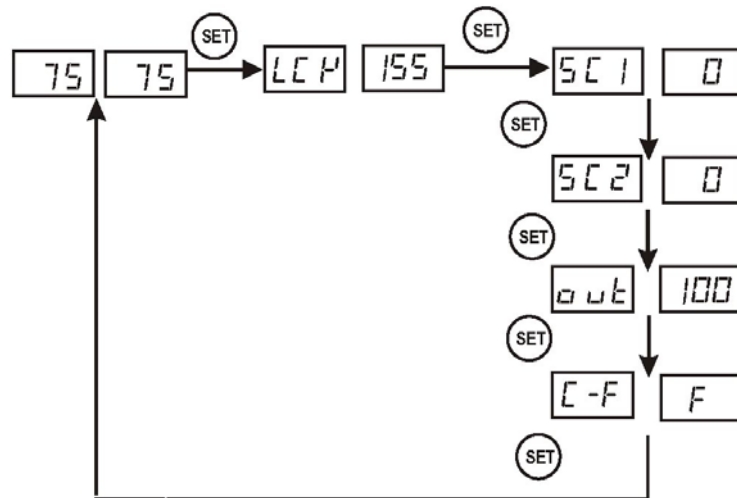 SET SET
75 75 LCK 155 SC1 0
SET
SC2 0
SET
out 100
SET
C-F F
SET